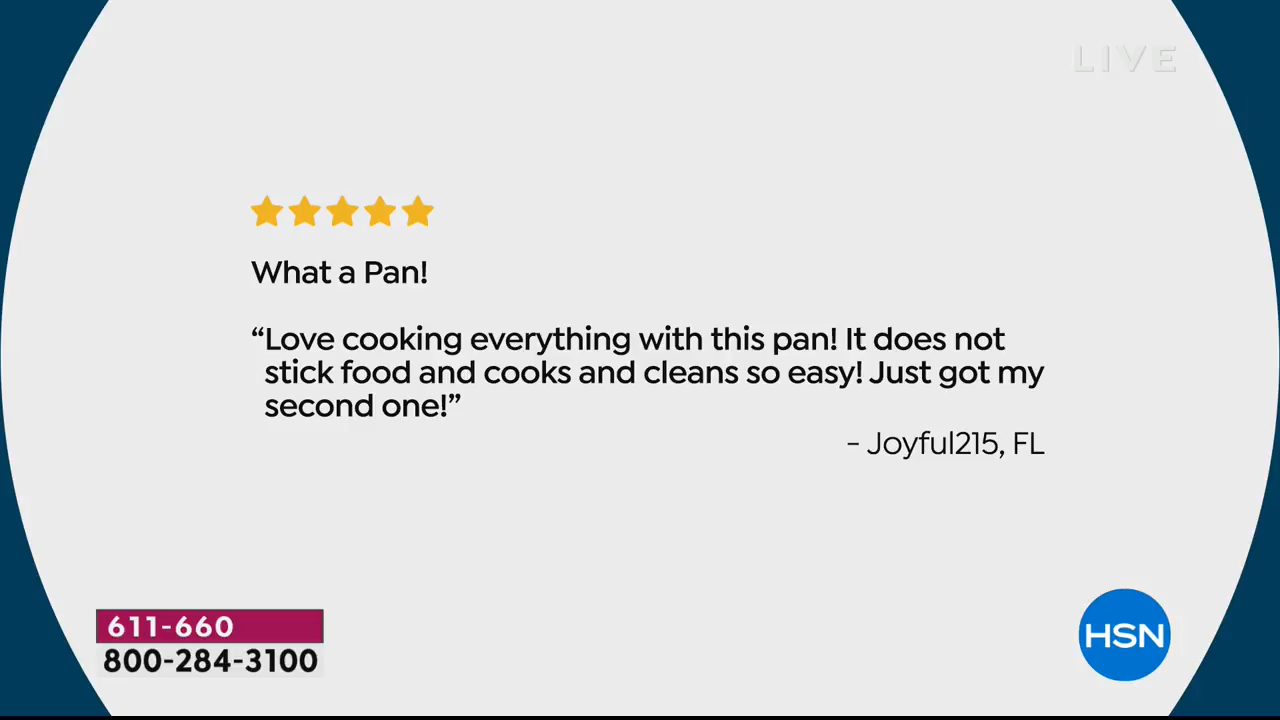 LIVE
What a Pan!
“Love cooking everything with this pan! It does not
stick food and cooks and cleans so easy! Just got my
second one!”
- Joyful215, FL
611-660
800-284-3100
HSN